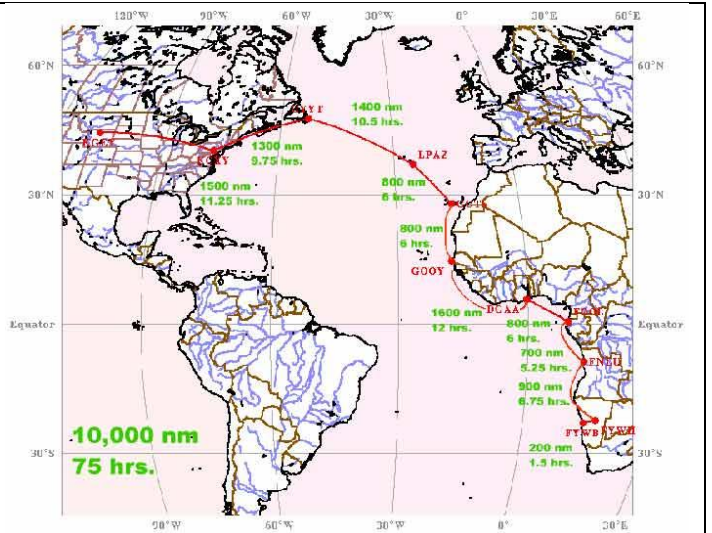 120°W 90°W 60°W 30°W 0° 30°E 60°E
60°N
60°N
1400 nm
10.5 hrs.
1300 nm
9.75 hrs.
LPAZ
1500 nm
11.25 hrs.
800 nm
6 hrs.
30°N
30°N
800 nm
6 hrs.
GOOY
DGAA
1600 nm
12 hrs.
800 nm
6 hrs.
Equator
Equator
700 nm
5.25 hrs.
900 nm
6.75 hrs.
FYWB
FYWH
10,000 nm
75 hrs.
200 nm
1.5 hrs.
30°S
30°S
90°W 60°W 30°W 0° 30°E